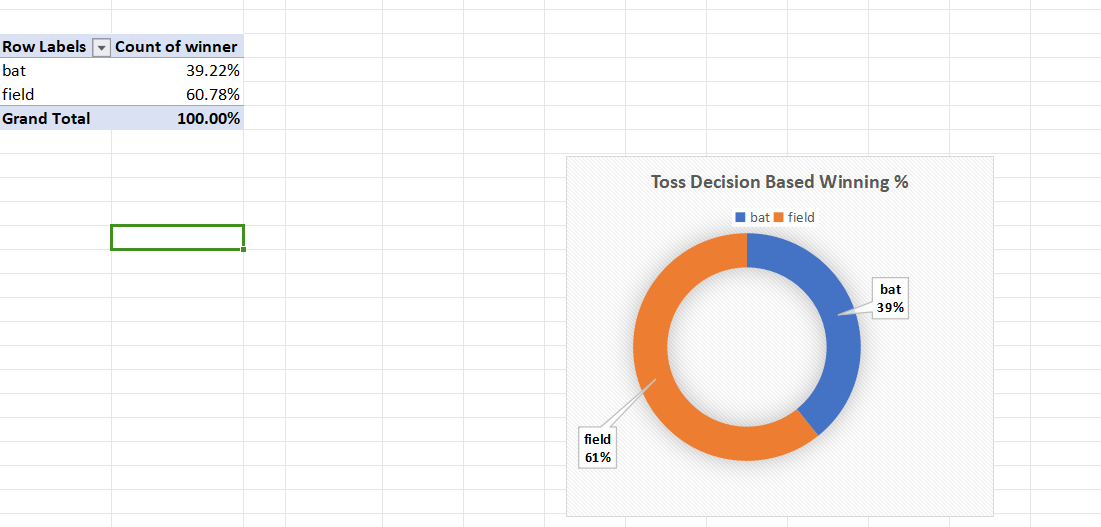 Row Labels Count of winner
bat 39.22%
field 60.78%
Grand Total 100.00%
Toss Decision Based Winning %
bat field
bat
39%
field
61%